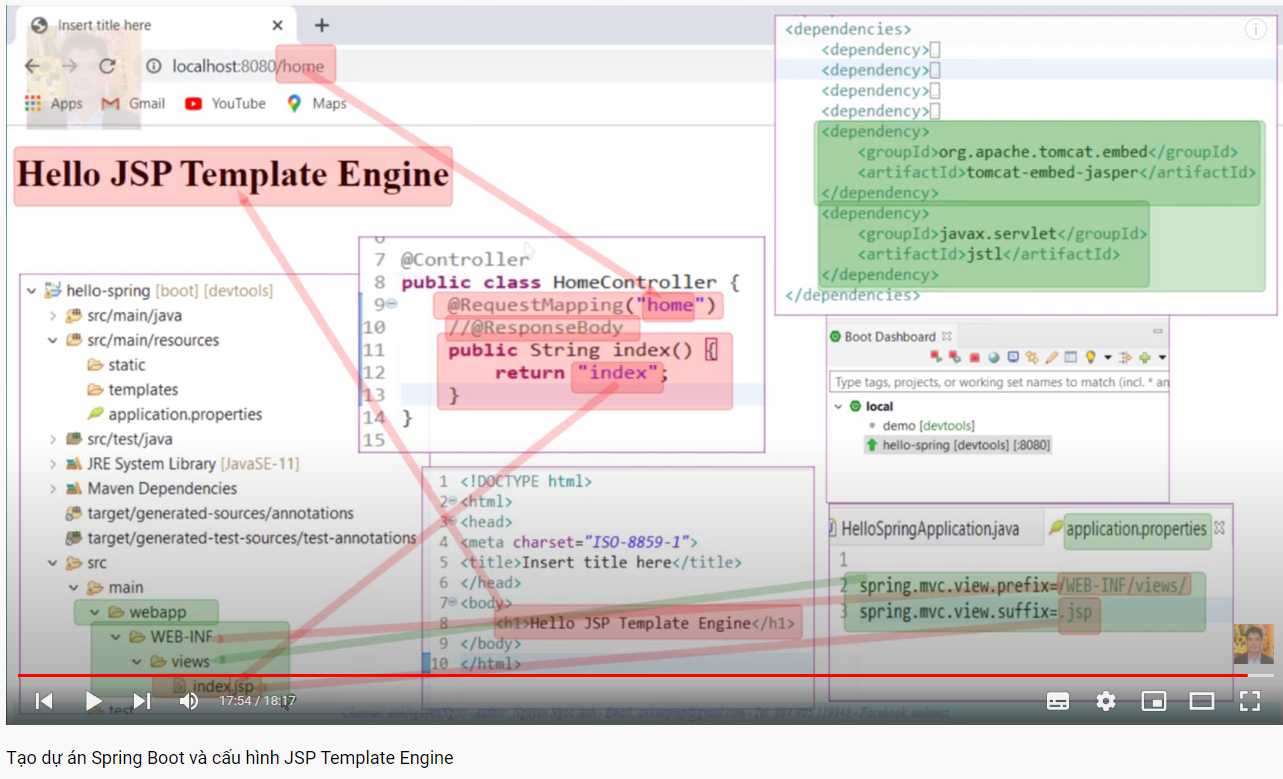 Insert title here
localhost:8080/home
Apps Gmail YouTube Maps
Hello JSP Template Engine
<dependencies>
<dependency>
<dependency>
<dependency>
<dependency>
<dependency>
<groupId>org.apache.tomcat.embed</groupId>
<artifactId>tomcat-embed-jasper</artifactId>
</dependency>
<dependency>
<groupId>javax.servlet</groupId>
<artifactId>jstl</artifactId>
</dependency>
</dependencies>
hello-spring [boot] [devtools]
src/main/java
src/main/resources
static
templates
application.properties
src/test/java
JRE System Library [JavaSE-11]
Maven Dependencies
target/generated-sources/annotations
target/generated-test-sources/test-annotations
src
main
webapp
WEB-INF
views
index.jsp
test
7 @Controller
8 public class HomeController {
9 @RequestMapping("home")
10 //@ResponseBody
11 public String index() {
12 return "index";
13 }
14 }
15
1 <!DOCTYPE html>
2 <html>
3 <head>
4 <meta charset="ISO-8859-1">
5 <title>Insert title here</title>
6 </head>
7 <body>
8 <h1>Hello JSP Template Engine</h1>
9 </body>
10 </html>
Boot Dashboard
Type tags, projects, or working set names to match (incl. * an
local
demo [devtools]
hello-spring [devtools] [:8080]
HelloSpringApplication.java application.properties
1
2 spring.mvc.view.prefix=/WEB-INF/views/
3 spring.mvc.view.suffix=.jsp
17:54 / 18:17
Tạo dự án Spring Boot và cấu hình JSP Template Engine